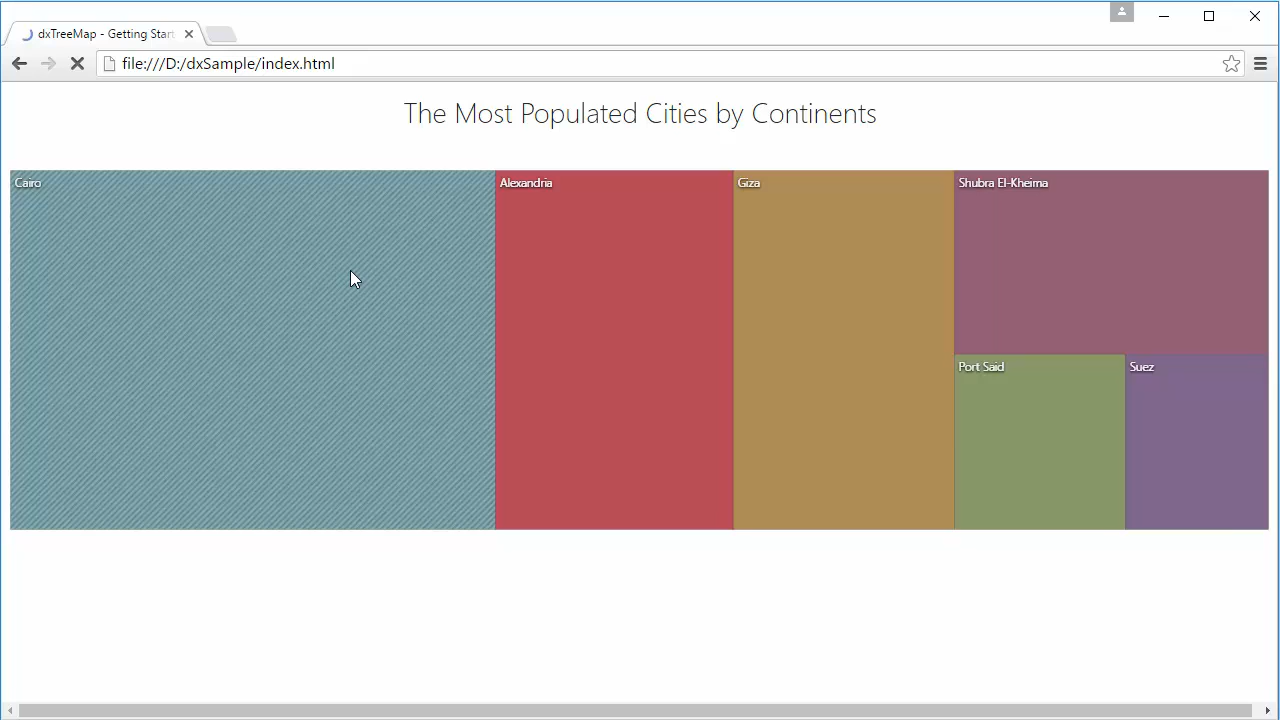 dxTreeMap - Getting Start
file:///D:/dxSample/index.html
The Most Populated Cities by Continents
Cairo
Alexandria
Giza
Shubra El-Kheima
Port Said
Suez